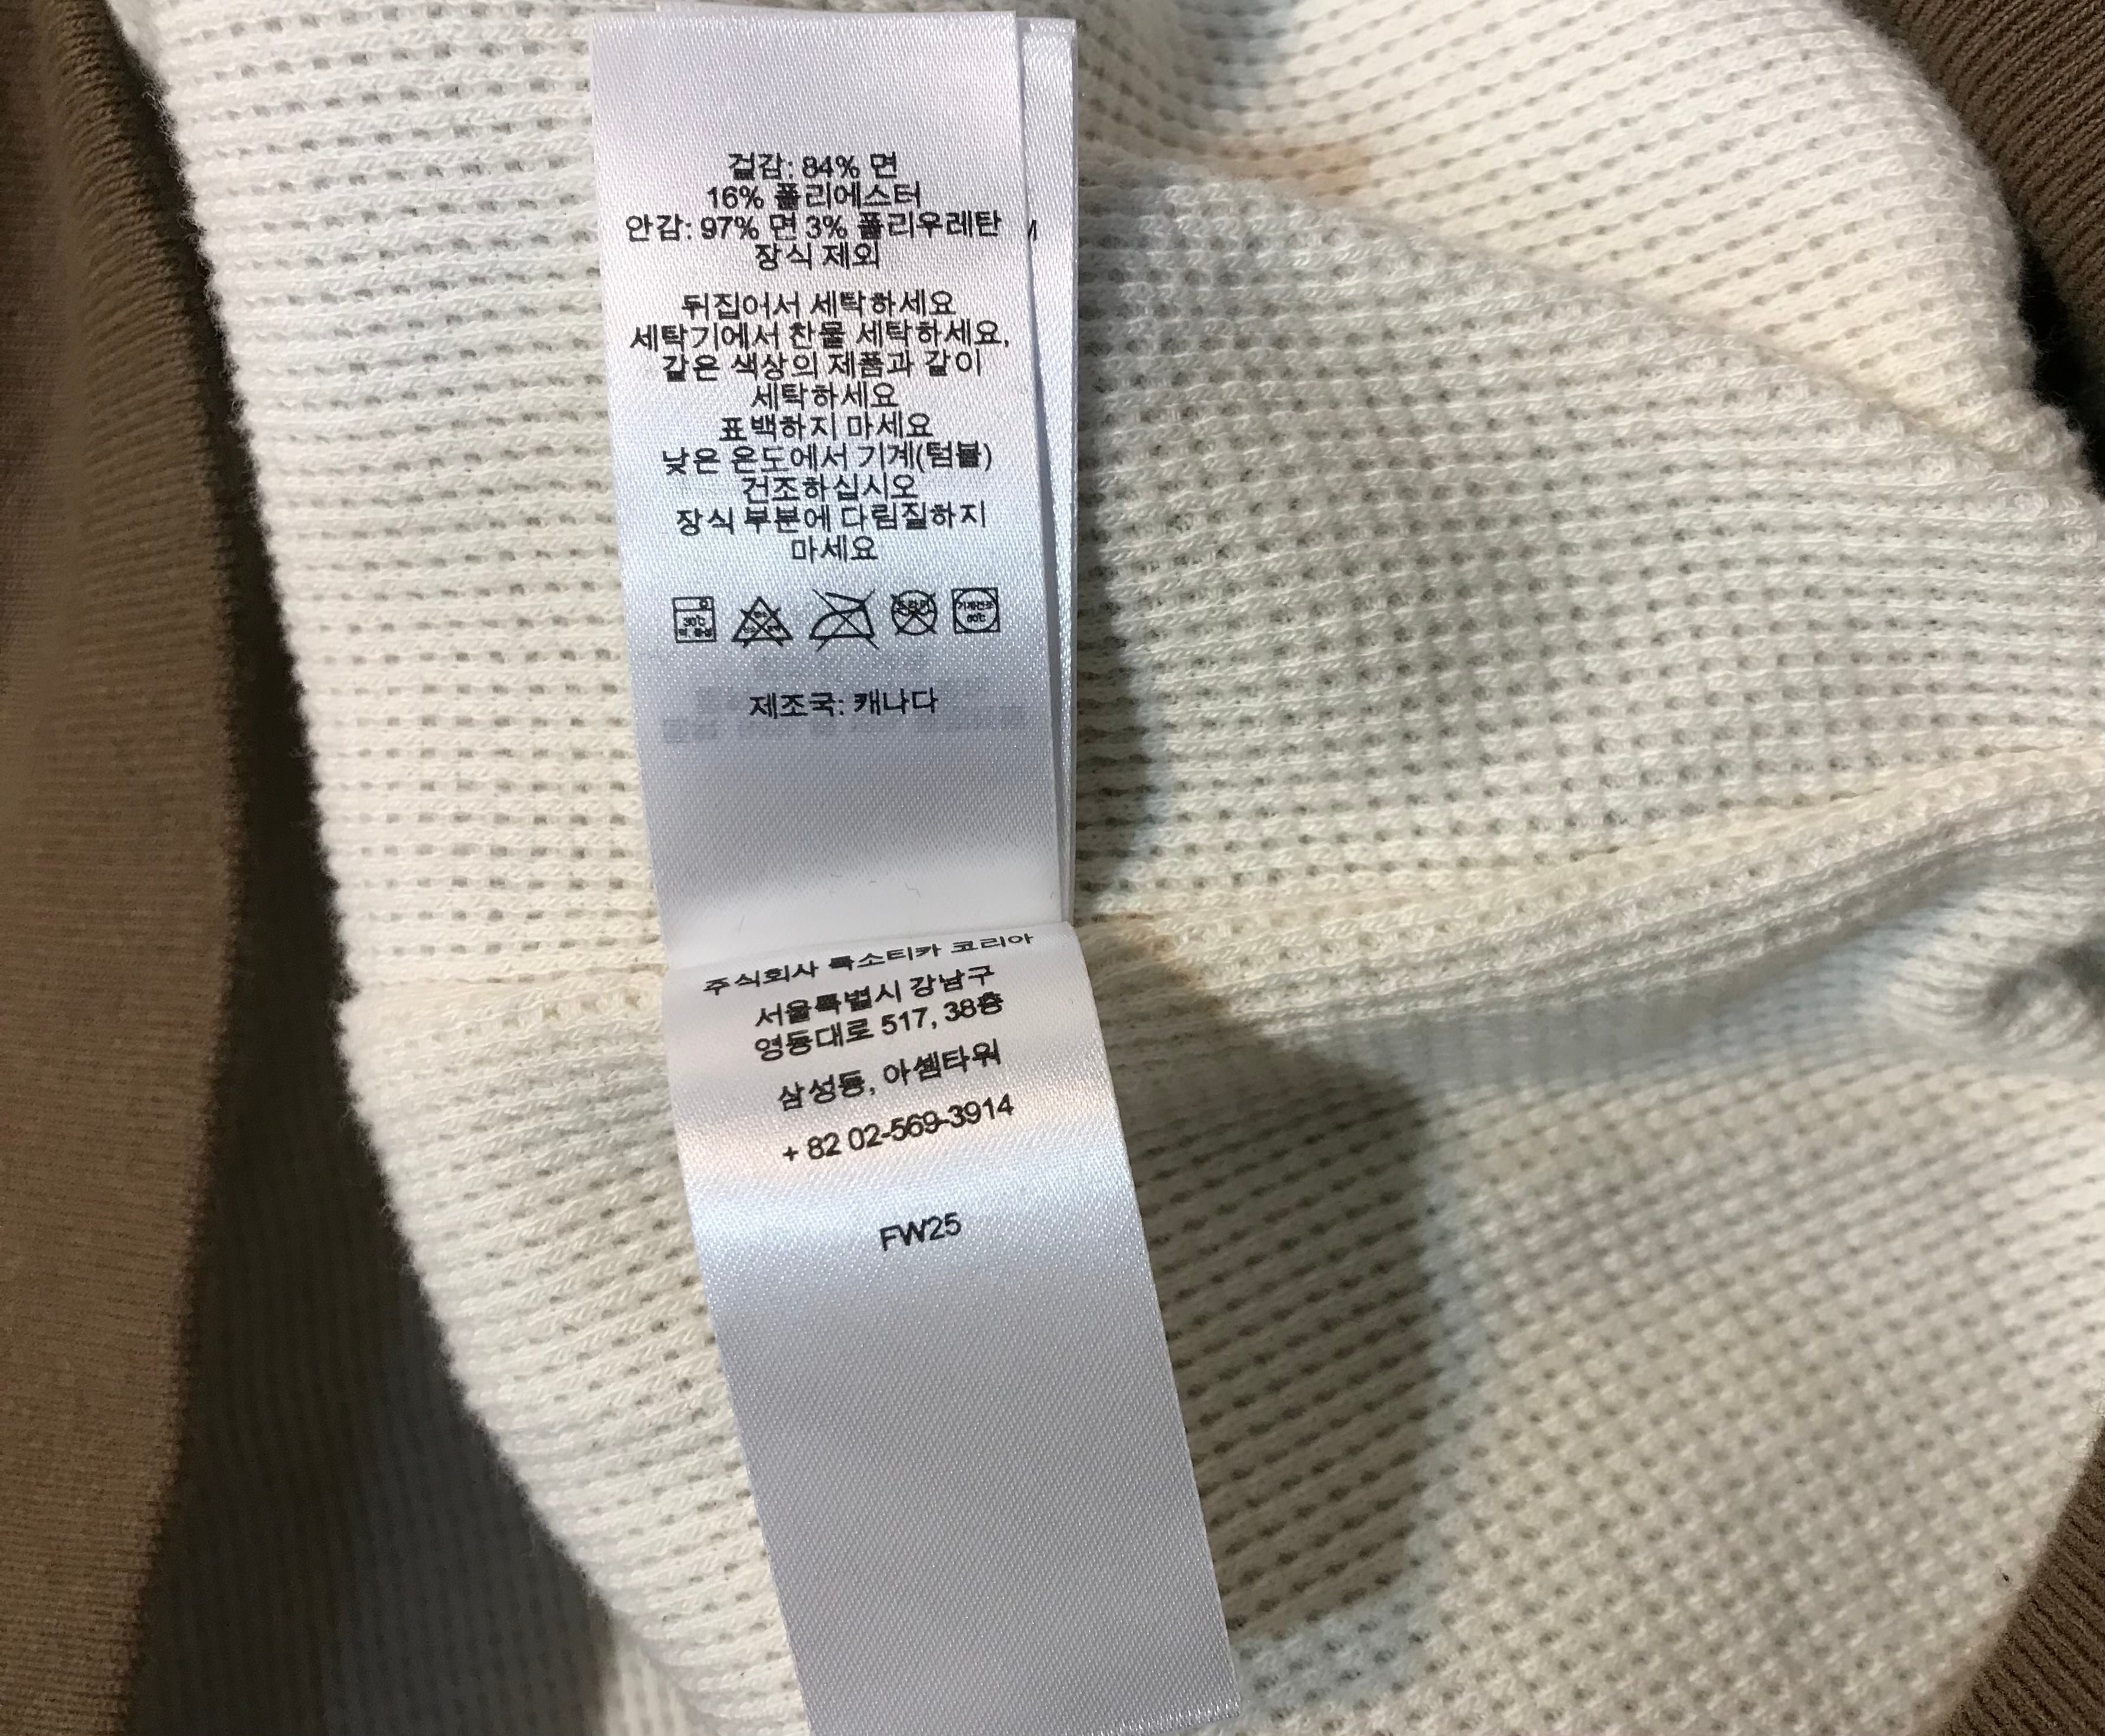 걸감: 84% 면
16% 폴리에스터
안감: 97% 면 3% 폴리우레탄
장식 제외
뒤집어서 세탁하세요
세탁기에서 찬물 세탁하세요,
같은 색상의 제품과 같이
세탁하세요
표백하지 마세요
낮은 온도에서 기계(텀블)
건조하십시오
장식 부분에 다림질하지
마세요
30℃
기계건조
60℃
제조국: 캐나다
주식회사 룩소티카 코리아
서울특별시 강남구
영동대로 517, 38층
삼성동, 아셈타워
+ 82 02-569-3914
FW25
M